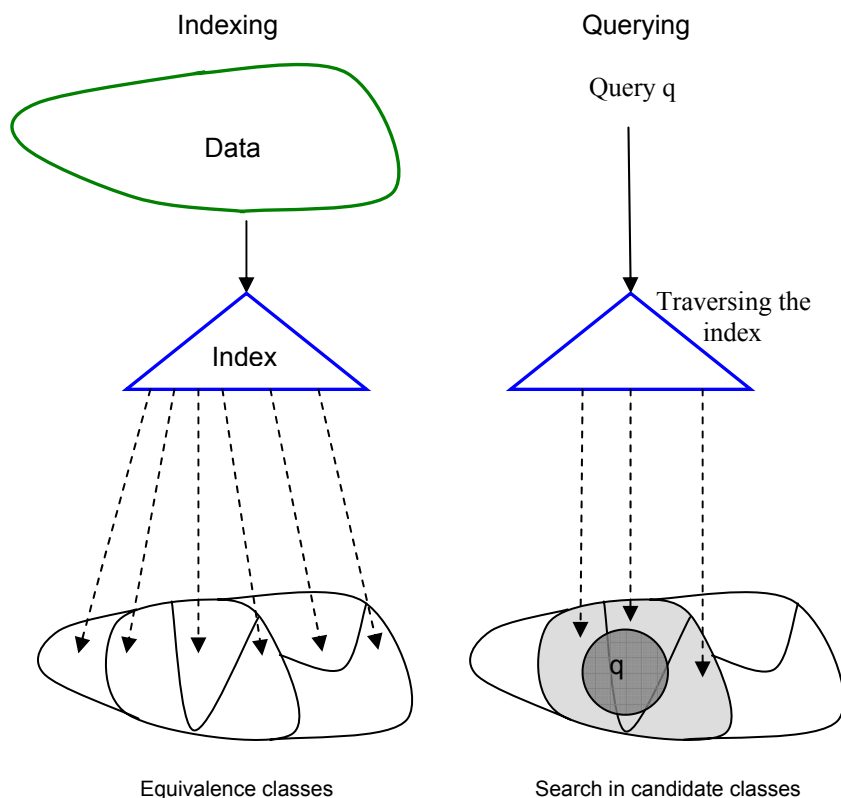 Indexing
Querying
Query q
Data
Traversing the
index
Index
q
Equivalence classes
Search in candidate classes